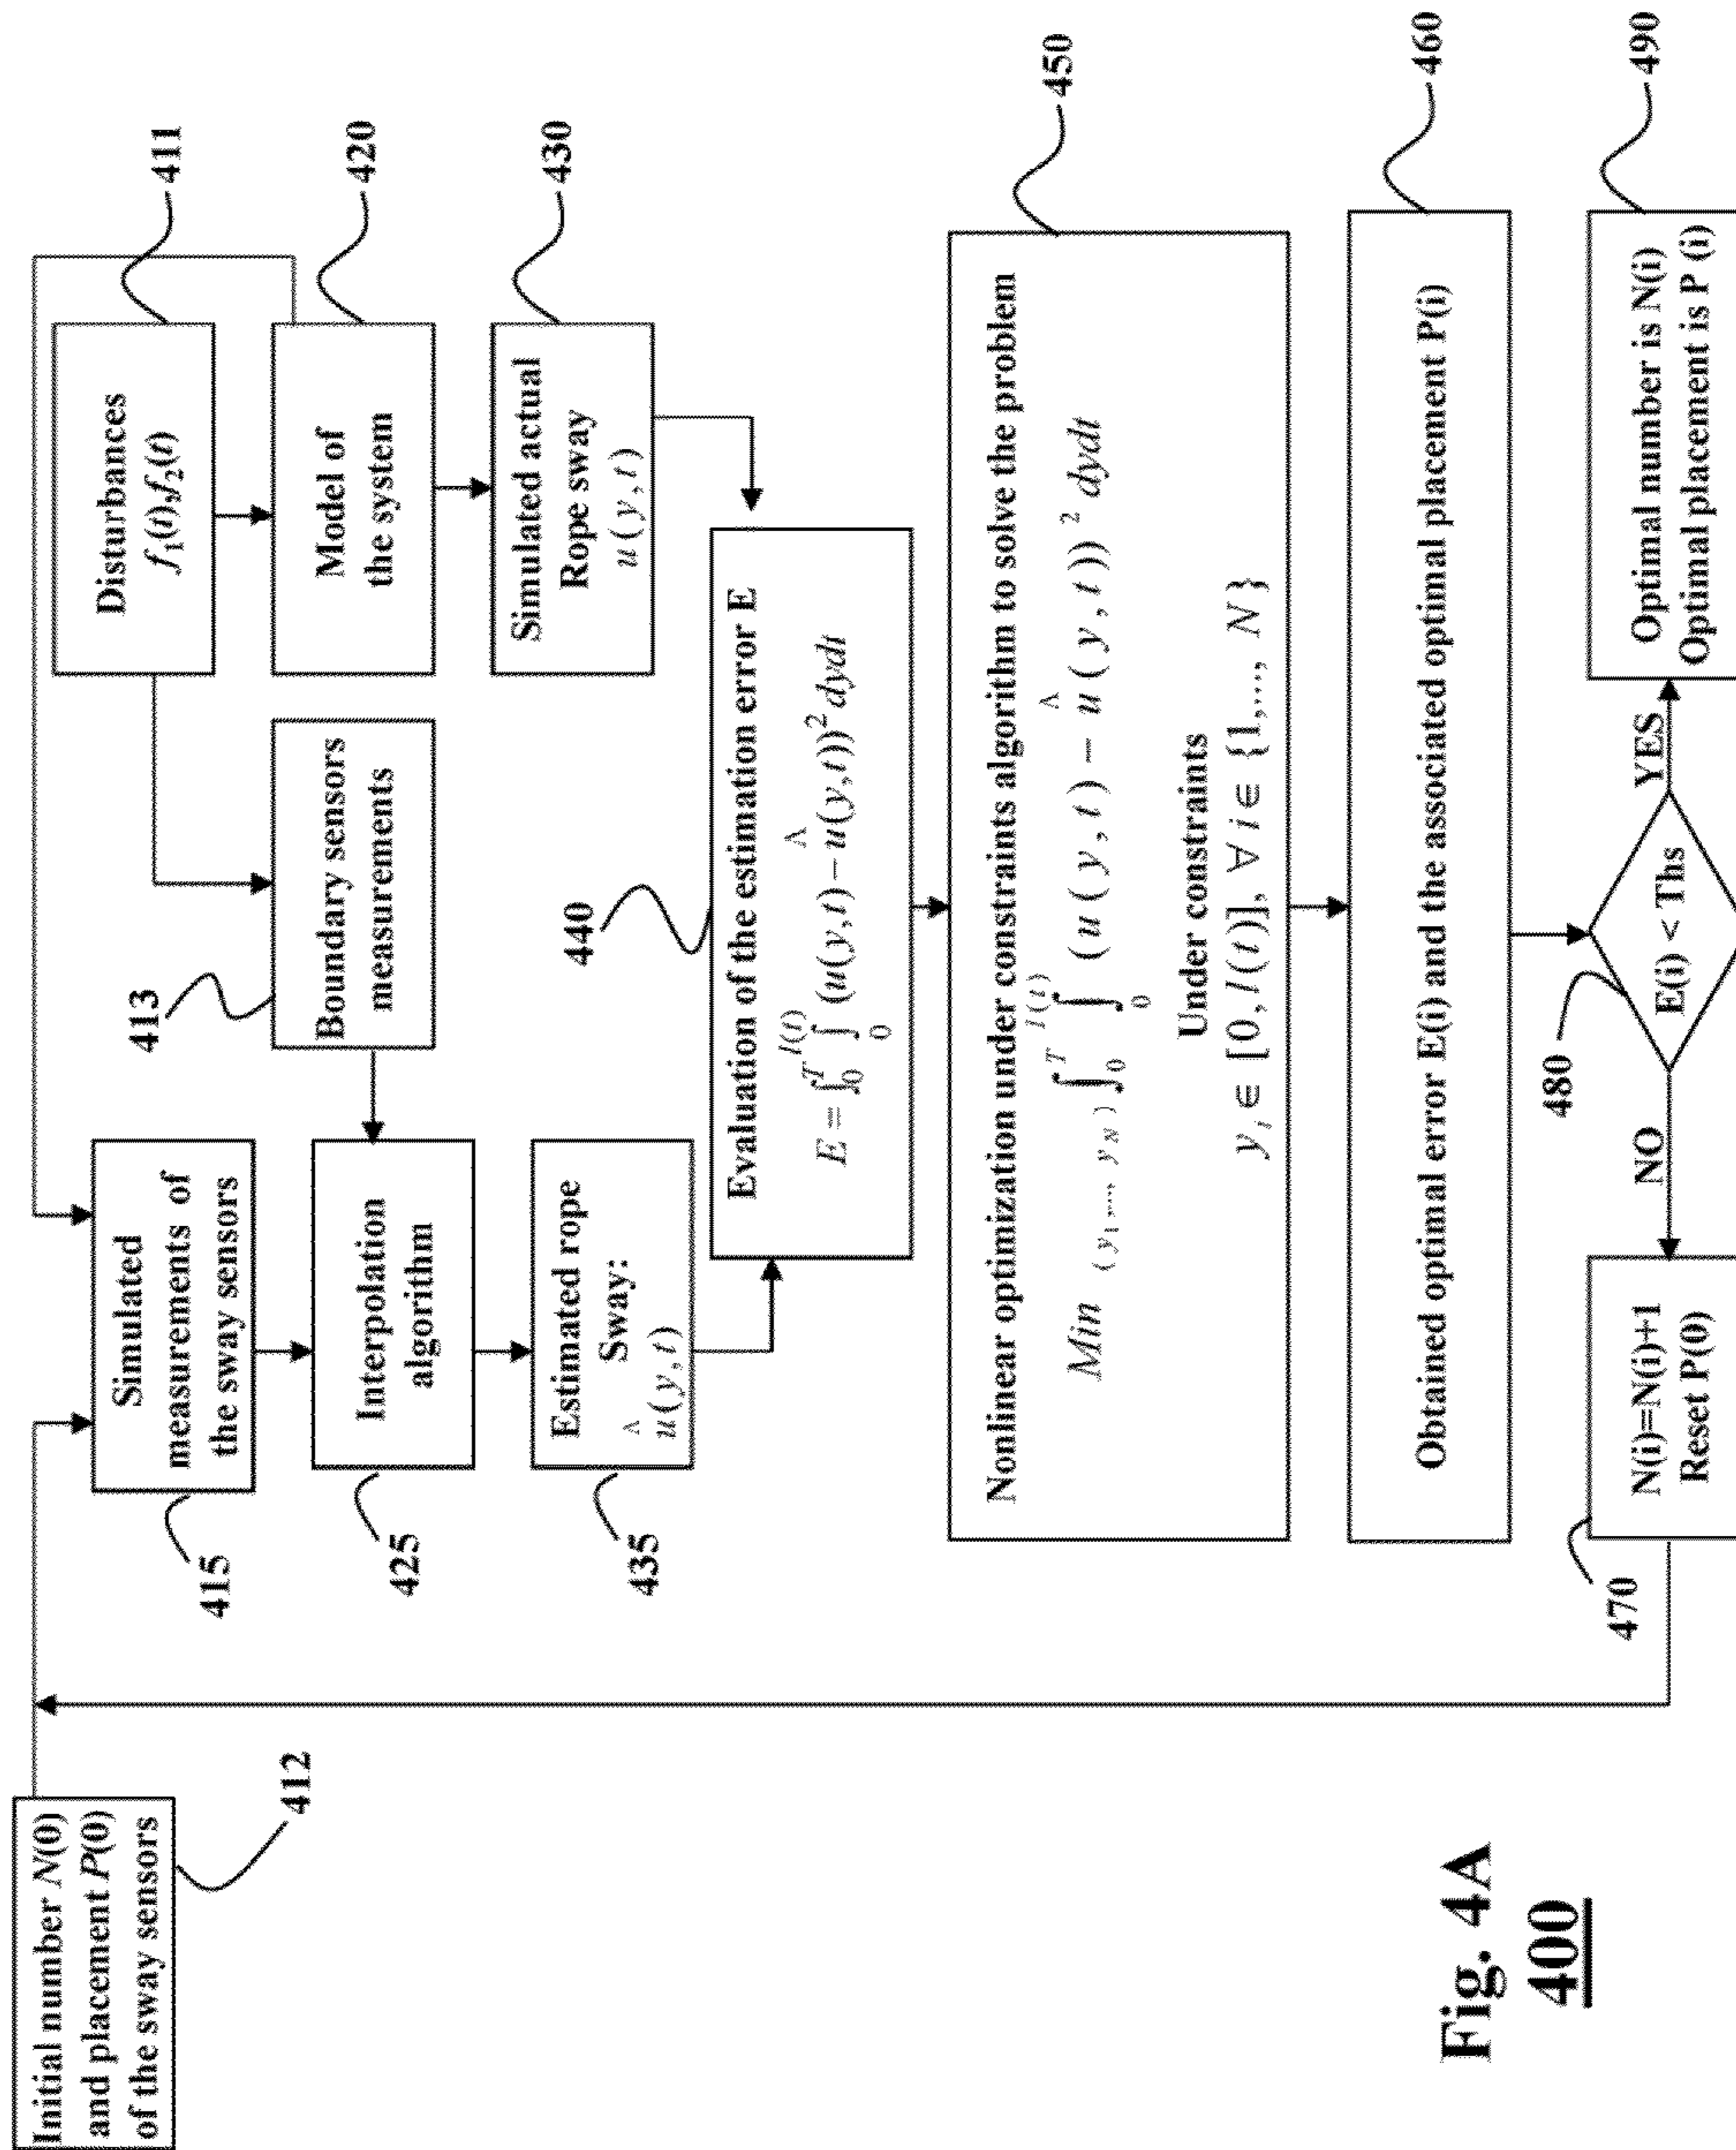 Initial number N(0)
and placement P(0)
of the sway sensors
412
Simulated
measurements of
the sway sensors
415
Disturbances
f₁(t),f₂(t)
411
Boundary sensors
measurements
413
Model of
the system
420
Interpolation
algorithm
425
Simulated actual
Rope sway
u(y,t)
430
Estimated rope
Sway:
û(y,t)
435
440
Evaluation of the estimation error E
E = ∫₀ᵀ ∫₀^{l(t)} (u(y,t) − û(y,t))² dydt
Nonlinear optimization under constraints algorithm to solve the problem
Min (y₁,..., y_N) ∫₀ᵀ ∫₀^{l(t)} (u(y,t) − û(y,t))² dydt
Under constraints
y_i ∈ [0, l(t)], ∀ i ∈ {1,..., N}
450
Obtained optimal error E(i) and the associated optimal placement P(i)
460
480
E(i) < Ths
NO
YES
N(i)=N(i)+1
Reset P(0)
470
Optimal number is N(i)
Optimal placement is P (i)
490
Fig. 4A
400